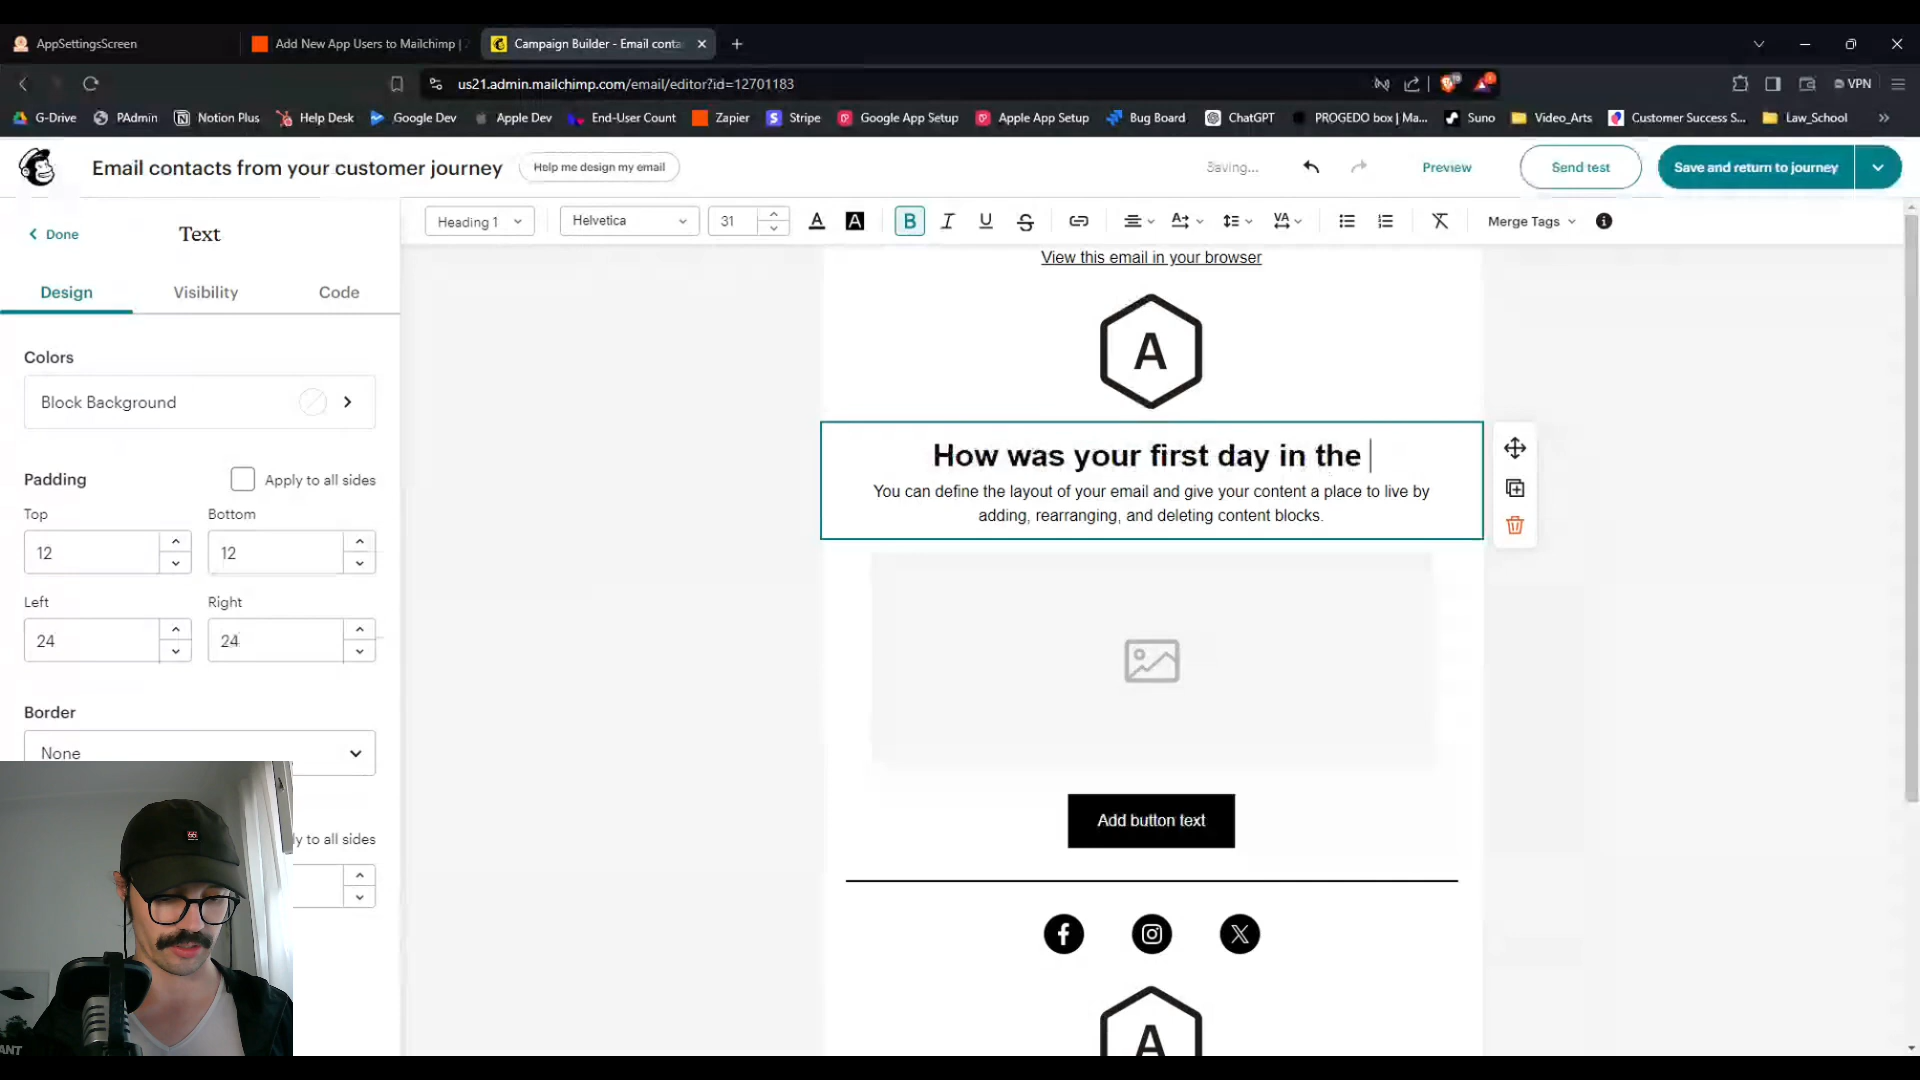 AppSettingsScreen
Add New App Users to Mailchimp |
Campaign Builder - Email conta
us21.admin.mailchimp.com/email/editor?id=12701183
VPN
G-Drive
PAdmin
Notion Plus
Help Desk
Google Dev
Apple Dev
End-User Count
Zapier
Stripe
Google App Setup
Apple App Setup
Bug Board
ChatGPT
PROGEDO box | Ma...
Suno
Video_Arts
Customer Success S...
Law_School
Email contacts from your customer journey
Help me design my email
Saving...
Preview
Send test
Save and return to journey
Done
Text
Heading 1
Helvetica
31
Merge Tags
Design
Visibility
Code
Colors
Block Background
Padding
Apply to all sides
Top
Bottom
12
12
Left
Right
24
24
Border
None
ly to all sides
View this email in your browser
A
How was your first day in the
You can define the layout of your email and give your content a place to live by
adding, rearranging, and deleting content blocks.
Add button text
A
ANT